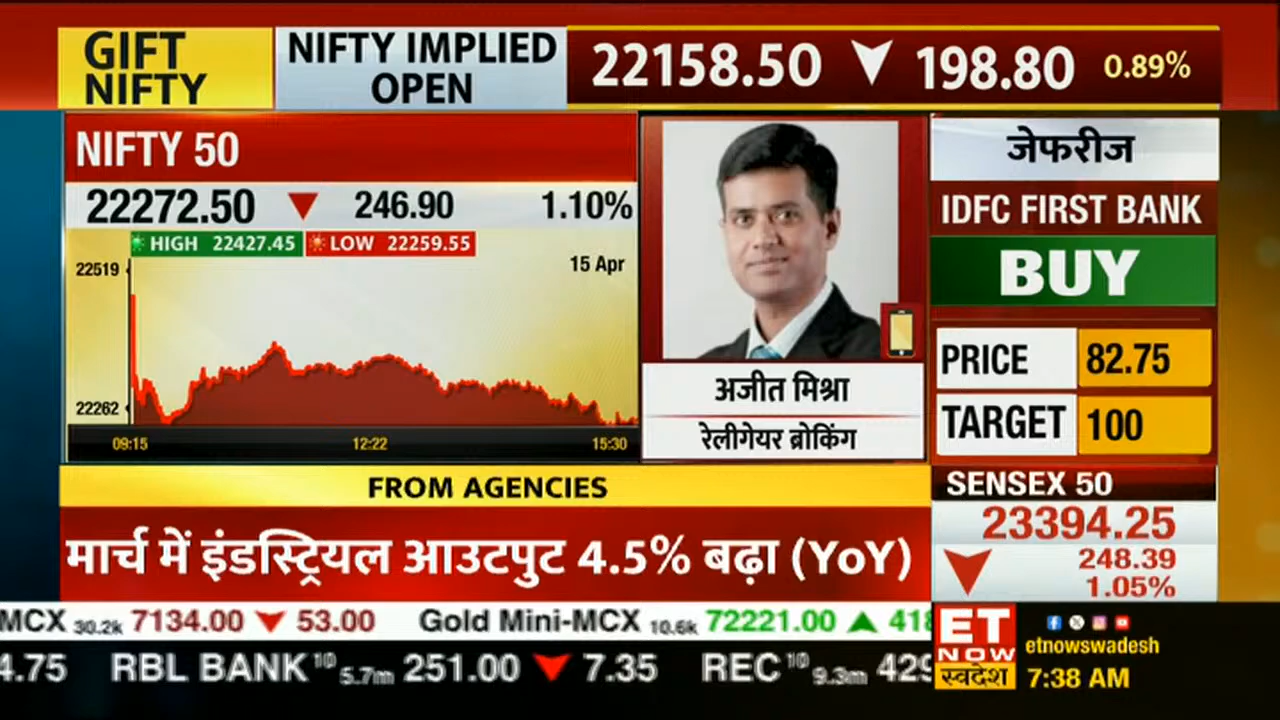 GIFT
NIFTY
NIFTY IMPLIED
OPEN
22158.50 198.80 0.89%
NIFTY 50
22272.50 246.90 1.10%
HIGH 22427.45 LOW 22259.55
22519
15 Apr
22262
09:15 12:22 15:30
अजीत मिश्रा
रेलीगेयर ब्रोकिंग
जेफरीज
IDFC FIRST BANK
BUY
PRICE 82.75
TARGET 100
SENSEX 50
23394.25
248.39
1.05%
FROM AGENCIES
मार्च में इंडस्ट्रियल आउटपुट 4.5% बढ़ा (YoY)
MCX 30.2k 7134.00 53.00 Gold Mini-MCX 10.6k 72221.00 418
4.75 RBL BANK 10 5.7m 251.00 7.35 REC 10 9.3m 429
ET
NOW
स्वदेश
etnowswadesh
7:38 AM